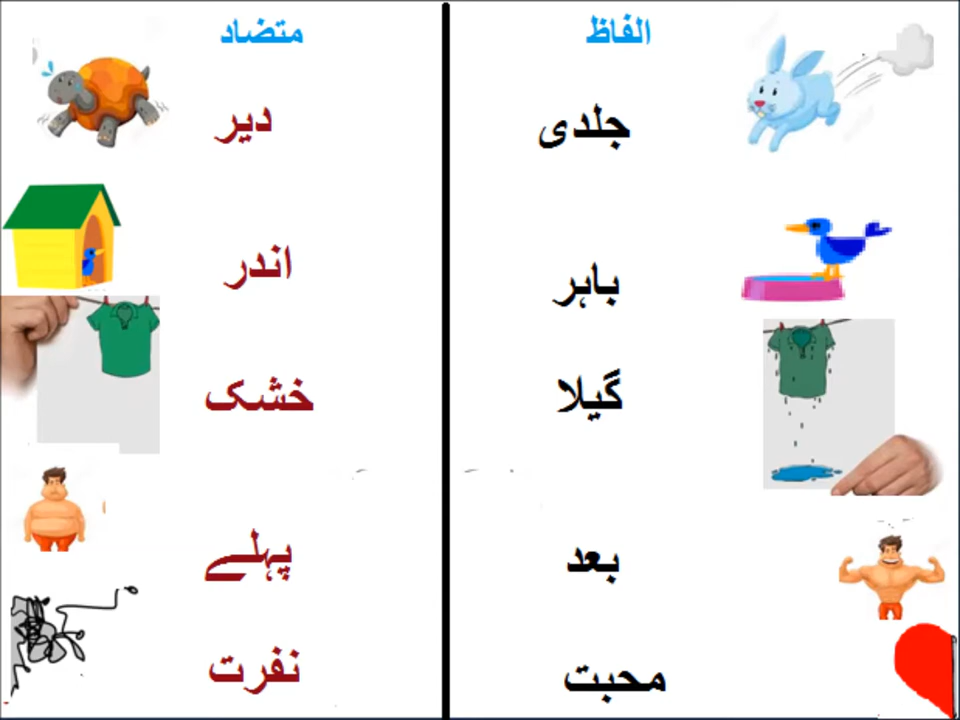 الفاظ متضاد
جلدی دیر
باہر اندر
گیلا خشک
بعد پہلے
محبت نفرت